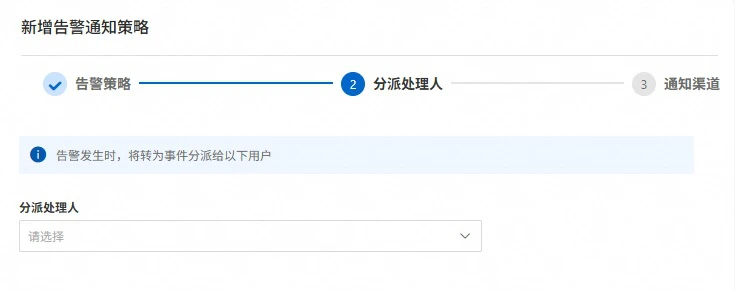 新增告警通知策略
告警策略
2 分派处理人
3 通知渠道
告警发生时，将转为事件分派给以下用户
分派处理人
请选择